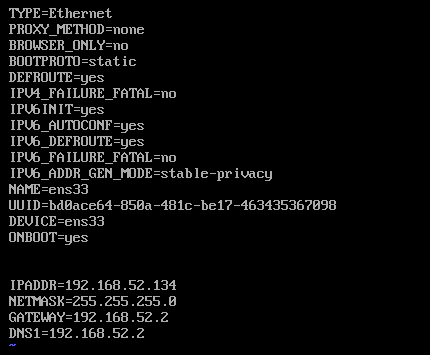 TYPE=Ethernet
PROXY_METHOD=none
BROWSER_ONLY=no
BOOTPROTO=static
DEFROUTE=yes
IPV4_FAILURE_FATAL=no
IPV6INIT=yes
IPV6_AUTOCONF=yes
IPV6_DEFROUTE=yes
IPV6_FAILURE_FATAL=no
IPV6_ADDR_GEN_MODE=stable-privacy
NAME=ens33
UUID=bd0ace64-850a-481c-be17-463435367098
DEVICE=ens33
ONBOOT=yes
IPADDR=192.168.52.134
NETMASK=255.255.255.0
GATEWAY=192.168.52.2
DNS1=192.168.52.2
~